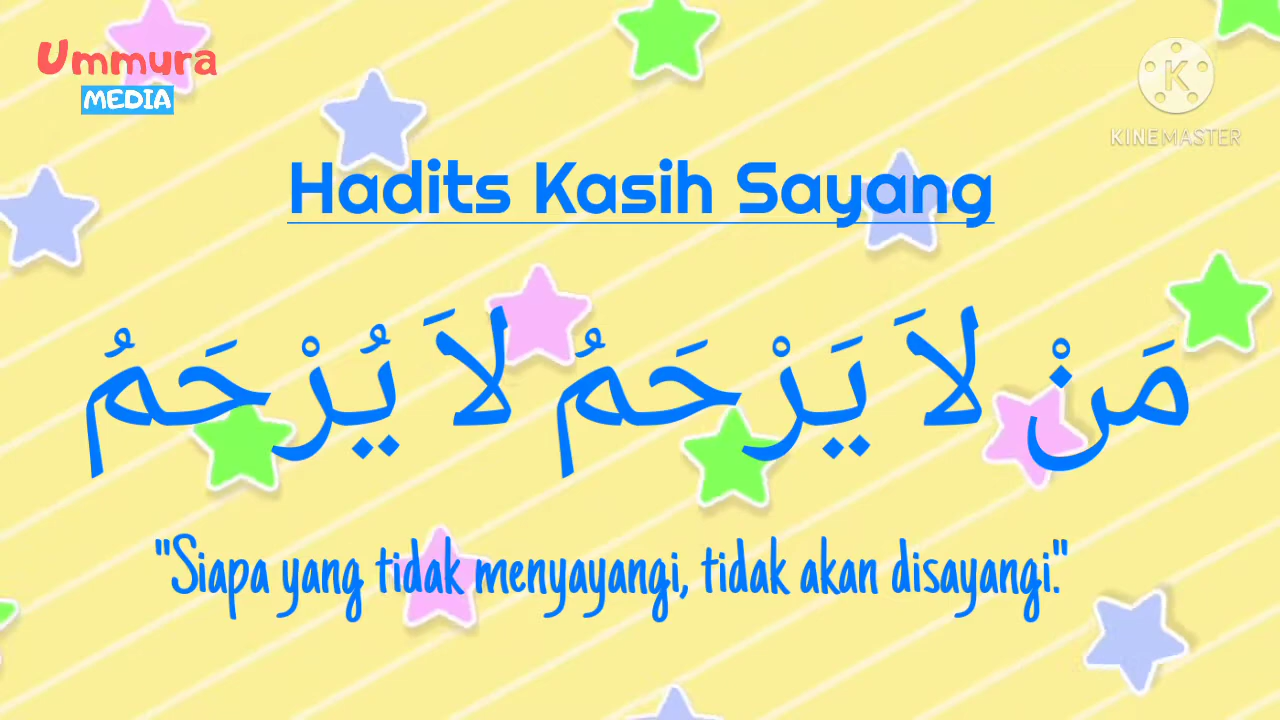 Ummura
MEDIA
KINEMASTER
Hadits Kasih Sayang
مَنْ لاَ يَرْحَمُ لاَ يُرْحَمُ
"Siapa yang tidak menyayangi, tidak akan disayangi."